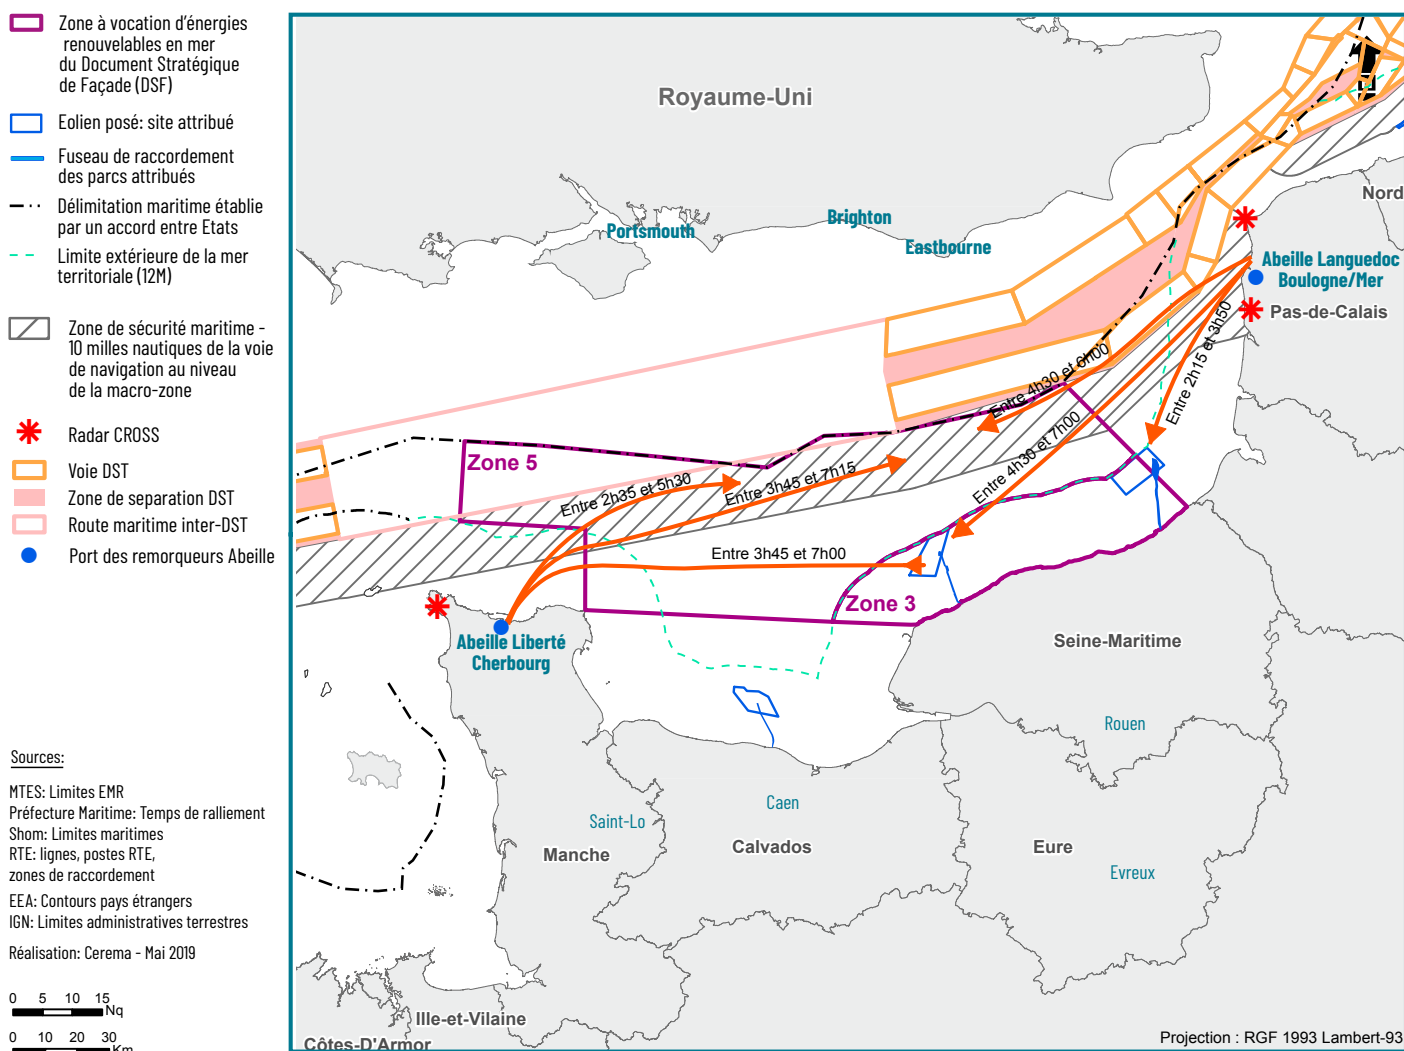 Zone à vocation d'énergies
renouvelables en mer
du Document Stratégique
de Façade (DSF)
Eolien posé: site attribué
Fuseau de raccordement
des parcs attribués
Délimitation maritime établie
par un accord entre Etats
Limite extérieure de la mer
territoriale (12M)
Zone de sécurité maritime -
10 milles nautiques de la voie
de navigation au niveau
de la macro-zone
Radar CROSS
Voie DST
Zone de separation DST
Route maritime inter-DST
Port des remorqueurs Abeille
Sources:
MTES: Limites EMR
Préfecture Maritime: Temps de ralliement
Shom: Limites maritimes
RTE: lignes, postes RTE,
zones de raccordement
EEA: Contours pays étrangers
IGN: Limites administratives terrestres
Réalisation: Cerema - Mai 2019
0 5 10 15
Nq
0 10 20 30
Km
Royaume-Uni
Nord
Portsmouth
Brighton
Eastbourne
Abeille Languedoc
Boulogne/Mer
Pas-de-Calais
Entre 2h15 et 3h50
Entre 4h30 et 6h00
Entre 4h30 et 7h00
Zone 5
Entre 2h35 et 5h30
Entre 3h45 et 7h15
Entre 3h45 et 7h00
Zone 3
Abeille Liberté
Cherbourg
Seine-Maritime
Rouen
Caen
Saint-Lo
Manche
Calvados
Eure
Evreux
Ille-et-Vilaine
Côtes-D'Armor
Projection : RGF 1993 Lambert-93